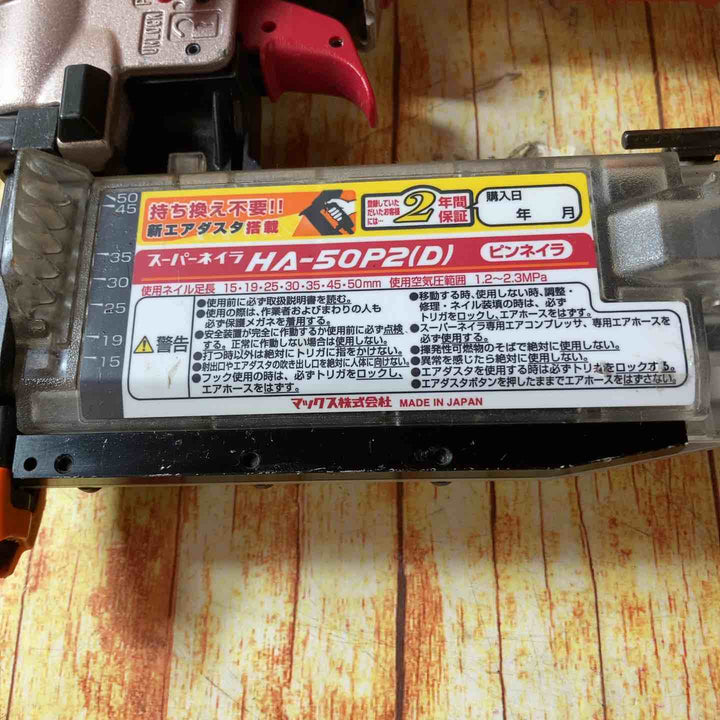 50
45
35
30
25
19
15
持ち換え不要!!
新エアダスタ搭載
登録していた
だいたお客様
には…
2年間
保証
購入日
年 月
スーパーネイラ HA-50P2(D) ピンネイラ
使用ネイル足長 15・19・25・30・35・45・50mm 使用空気圧範囲 1.2～2.3MPa
警告
●使用前に必ず取扱説明書を読む。
●使用の際は、作業者およびまわりの人も
必ず保護メガネを着用する。
●安全装置が完全に作動するか使用前に必ず点検
する。正常に作動しない場合は使用しない。
●打つ時以外は絶対にトリガに指をかけない。
●射出口やエアダスタの吹き出し口を絶対に人体に向けない。
●フック使用の時は、必ずトリガをロックし、
エアホースをはずす。
●移動する時、使用しない時、調整・
修理・ネイル装填の時は、必ず
トリガをロックし、エアホースをはずす。
●スーパーネイラ専用エアコンプレッサ、専用エアホースを
必ず使用する。
●揮発性可燃物のそばで絶対に使用しない。
●異常を感じたら絶対に使用しない。
●エアダスタを使用する時は必ずトリガをロックする。
●エアダスタボタンを押したままでエアホースをはずさない。
マックス株式会社 MADE IN JAPAN